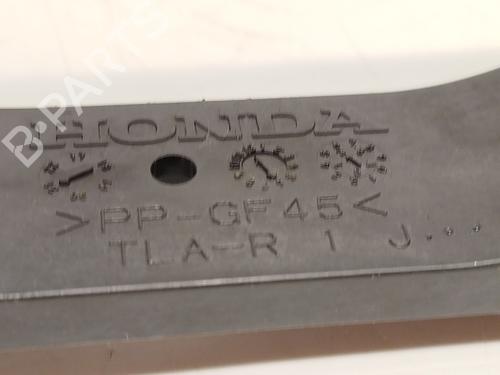 B-PARTS
HONDA
>PP-GF45<
TLA-R 1 J...